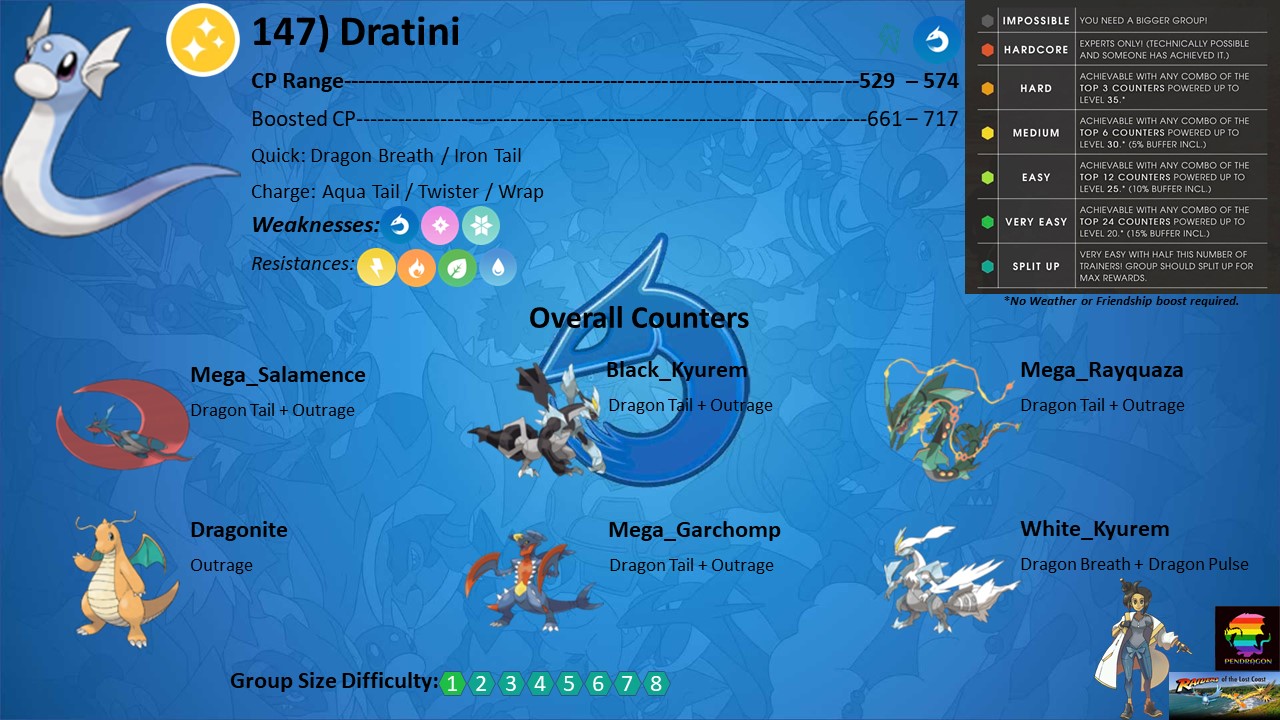 147) Dratini
CP Range--------------------------------------------------------------------------529 – 574
Boosted CP-------------------------------------------------------------------------661 – 717
Quick: Dragon Breath / Iron Tail
Charge: Aqua Tail / Twister / Wrap
Weaknesses:
Resistances:
IMPOSSIBLE YOU NEED A BIGGER GROUP!
HARDCORE EXPERTS ONLY! (TECHNICALLY POSSIBLE
AND SOMEONE HAS ACHIEVED IT.)
HARD ACHIEVABLE WITH ANY COMBO OF THE
TOP 3 COUNTERS POWERED UP TO
LEVEL 35.*
MEDIUM ACHIEVABLE WITH ANY COMBO OF THE
TOP 6 COUNTERS POWERED UP TO
LEVEL 30.* (5% BUFFER INCL.)
EASY ACHIEVABLE WITH ANY COMBO OF THE
TOP 12 COUNTERS POWERED UP TO
LEVEL 25.* (10% BUFFER INCL.)
VERY EASY ACHIEVABLE WITH ANY COMBO OF THE
TOP 24 COUNTERS POWERED UP TO
LEVEL 20.* (15% BUFFER INCL.)
SPLIT UP VERY EASY WITH HALF THIS NUMBER OF
TRAINERS! GROUP SHOULD SPLIT UP FOR
MAX REWARDS.
*No Weather or Friendship boost required.
Overall Counters
Mega_Salamence
Dragon Tail + Outrage
Black_Kyurem
Dragon Tail + Outrage
Mega_Rayquaza
Dragon Tail + Outrage
Dragonite
Outrage
Mega_Garchomp
Dragon Tail + Outrage
White_Kyurem
Dragon Breath + Dragon Pulse
Group Size Difficulty: 1 2 3 4 5 6 7 8
PENDRAGON
RAIDERS of the Lost Coast